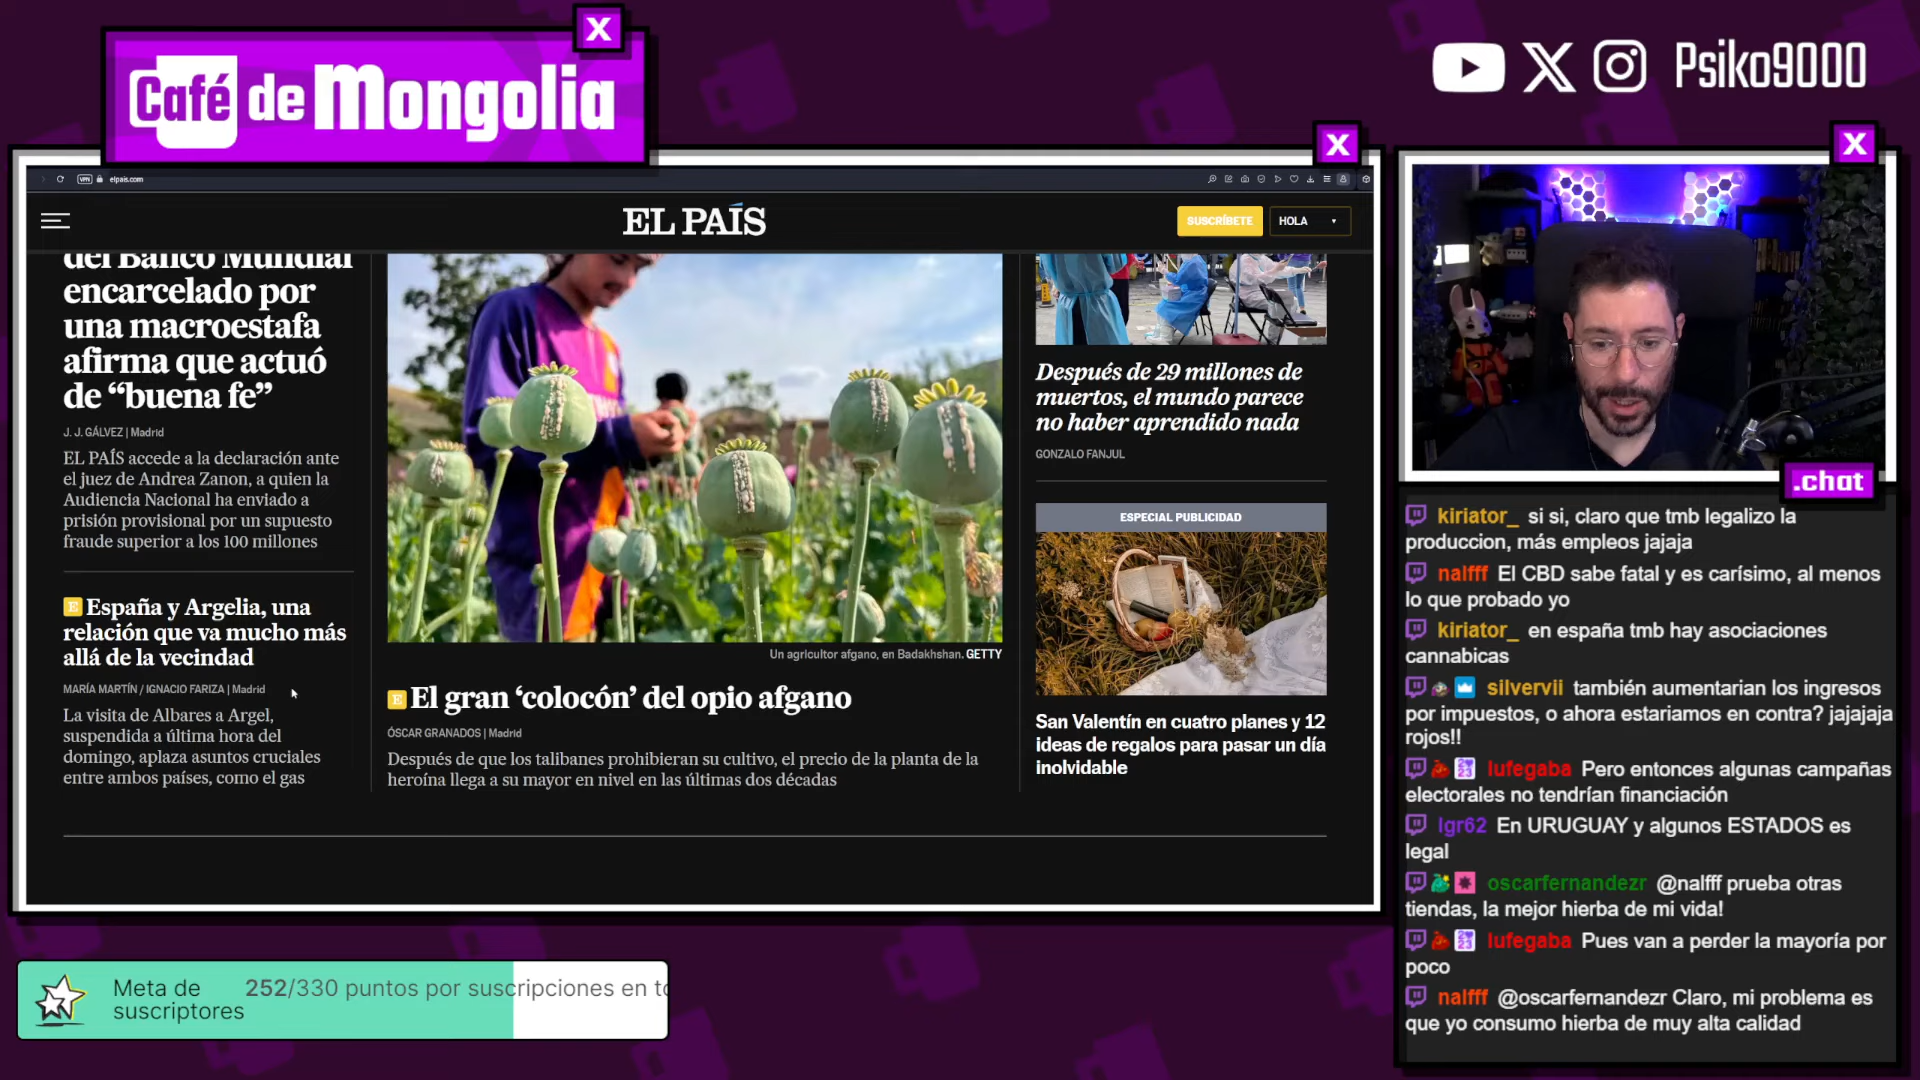 X
Café de Mongolia
Psiko9000
X
X
VPN
elpais.com
EL PAÍS
SUSCRÍBETE
HOLA
del Banco Mundial
encarcelado por
una macroestafa
afirma que actuó
de “buena fe”
J. J. GÁLVEZ | Madrid
EL PAÍS accede a la declaración ante
el juez de Andrea Zanon, a quien la
Audiencia Nacional ha enviado a
prisión provisional por un supuesto
fraude superior a los 100 millones
E España y Argelia, una
relación que va mucho más
allá de la vecindad
MARÍA MARTÍN / IGNACIO FARIZA | Madrid
La visita de Albares a Argel,
suspendida a última hora del
domingo, aplaza asuntos cruciales
entre ambos países, como el gas
Un agricultor afgano, en Badakhshan. GETTY
E El gran ‘colocón’ del opio afgano
ÓSCAR GRANADOS | Madrid
Después de que los talibanes prohibieran su cultivo, el precio de la planta de la
heroína llega a su mayor en nivel en las últimas dos décadas
Después de 29 millones de
muertos, el mundo parece
no haber aprendido nada
GONZALO FANJUL
ESPECIAL PUBLICIDAD
San Valentín en cuatro planes y 12
ideas de regalos para pasar un día
inolvidable
.chat
kiriator_ si si, claro que tmb legalizo la
produccion, más empleos jajaja
nalfff El CBD sabe fatal y es carísimo, al menos
lo que probado yo
kiriator_ en españa tmb hay asociaciones
cannabicas
silvervii también aumentarian los ingresos
por impuestos, o ahora estariamos en contra? jajajaja
rojos!!
lufegaba Pero entonces algunas campañas
electorales no tendrían financiación
lgr62 En URUGUAY y algunos ESTADOS es
legal
oscarfernandezr @nalfff prueba otras
tiendas, la mejor hierba de mi vida!
lufegaba Pues van a perder la mayoría por
poco
nalfff @oscarfernandezr Claro, mi problema es
que yo consumo hierba de muy alta calidad
Meta de
suscriptores
252/330 puntos por suscripciones en to